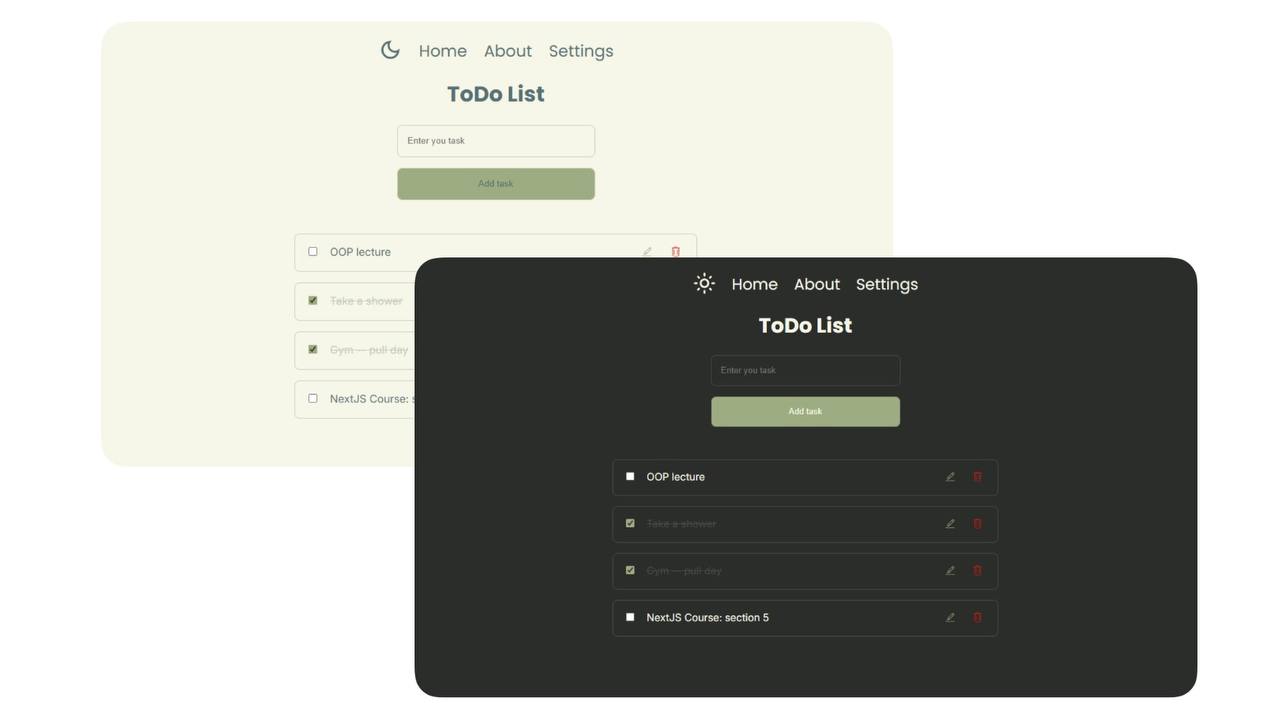 Home About Settings
ToDo List
Enter you task
Add task
OOP lecture
Take a shower
Gym — pull day
NextJS Course: s
Home About Settings
ToDo List
Enter you task
Add task
OOP lecture
Take a shower
Gym — pull day
NextJS Course: section 5